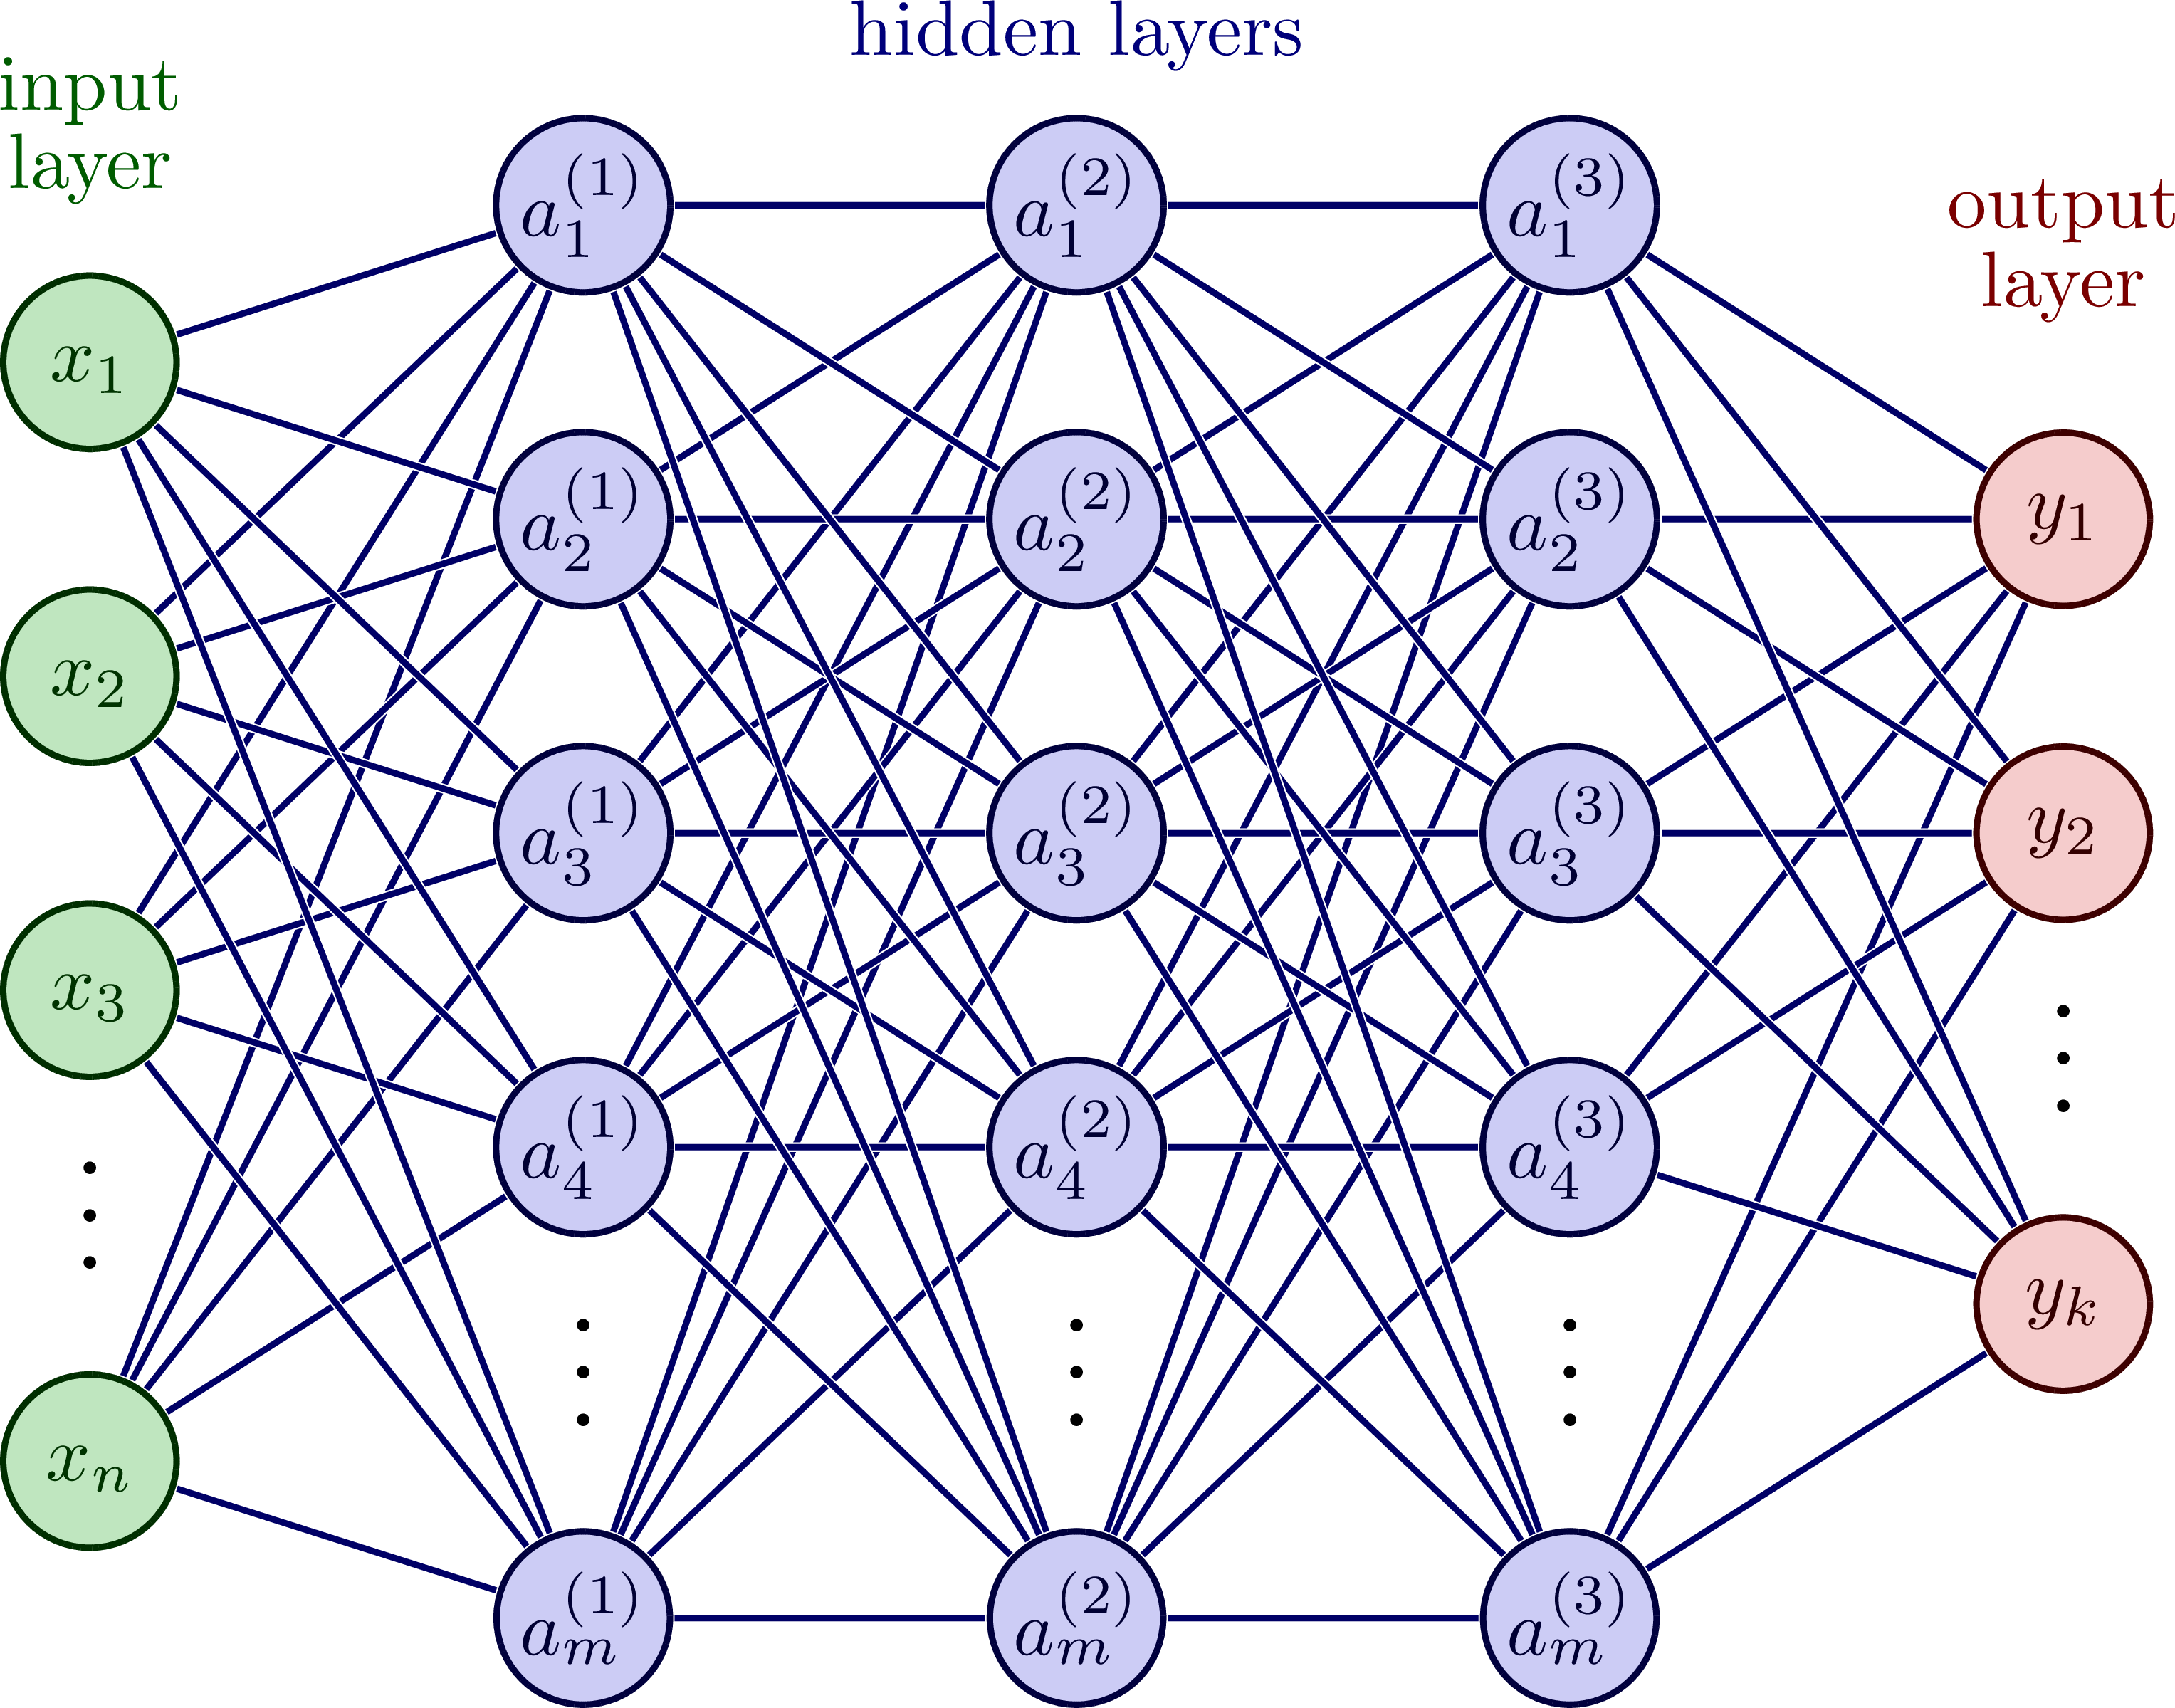 hidden layers
input
layer
output
layer
x₁
x₂
x₃
xₙ
a₁⁽¹⁾
a₂⁽¹⁾
a₃⁽¹⁾
a₄⁽¹⁾
aₘ⁽¹⁾
a₁⁽²⁾
a₂⁽²⁾
a₃⁽²⁾
a₄⁽²⁾
aₘ⁽²⁾
a₁⁽³⁾
a₂⁽³⁾
a₃⁽³⁾
a₄⁽³⁾
aₘ⁽³⁾
y₁
y₂
yₖ